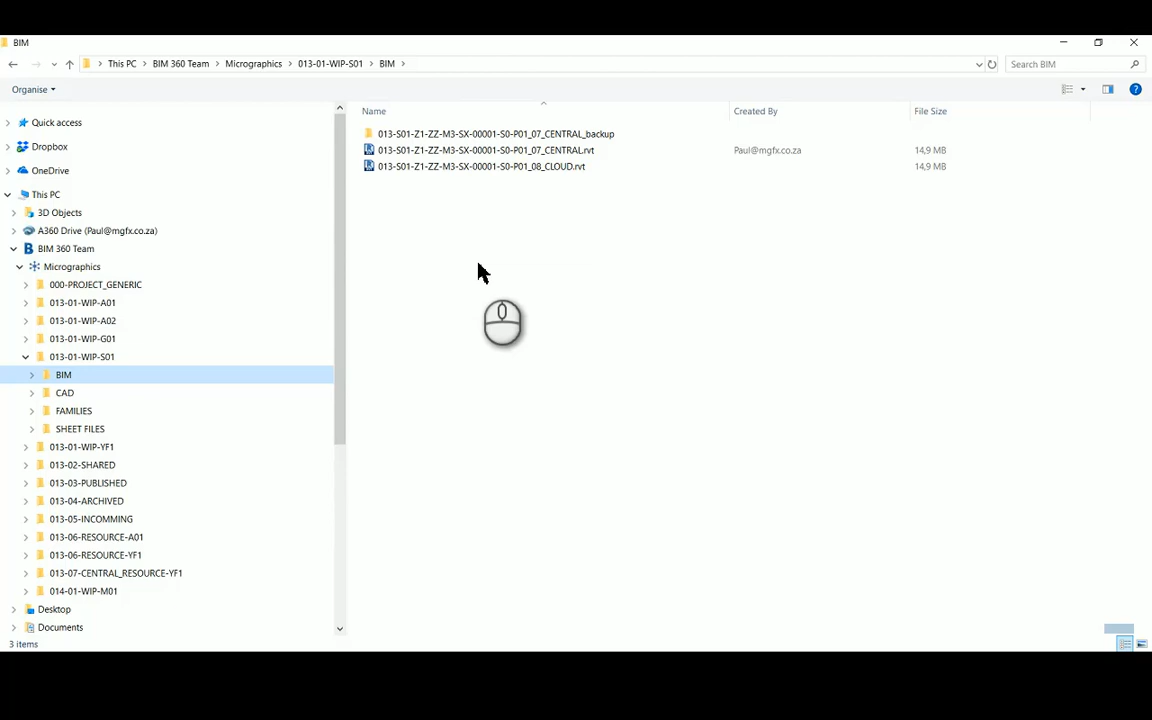 BIM
This PC BIM 360 Team Micrographics 013-01-WIP-S01 BIM
Search BIM
Organise
Name Created By File Size
Quick access
Dropbox
OneDrive
This PC
3D Objects
A360 Drive (Paul@mgfx.co.za)
BIM 360 Team
Micrographics
000-PROJECT_GENERIC
013-01-WIP-A01
013-01-WIP-A02
013-01-WIP-G01
013-01-WIP-S01
BIM
CAD
FAMILIES
SHEET FILES
013-01-WIP-YF1
013-02-SHARED
013-03-PUBLISHED
013-04-ARCHIVED
013-05-INCOMMING
013-06-RESOURCE-A01
013-06-RESOURCE-YF1
013-07-CENTRAL_RESOURCE-YF1
014-01-WIP-M01
Desktop
Documents
013-S01-Z1-ZZ-M3-SX-00001-S0-P01_07_CENTRAL_backup
013-S01-Z1-ZZ-M3-SX-00001-S0-P01_07_CENTRAL.rvt Paul@mgfx.co.za 14,9 MB
013-S01-Z1-ZZ-M3-SX-00001-S0-P01_08_CLOUD.rvt 14,9 MB
3 items